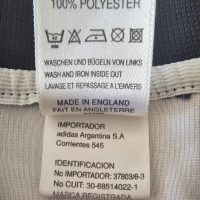 100% POLYESTER
WASCHEN UND BÜGELN VON LINKS
WASH AND IRON INSIDE OUT
LAVAGE ET REPASSAGE A L'ENVERS
MADE IN ENGLAND
FAIT EN ANGLETERRE
IMPORTADOR
adidas Argentina S.A
Corrientes 545
IDENTIFICACION
No IMPORTADOR: 37803/6-3
No CUIT: 30-68514022-1
MARCA REGISTRADA